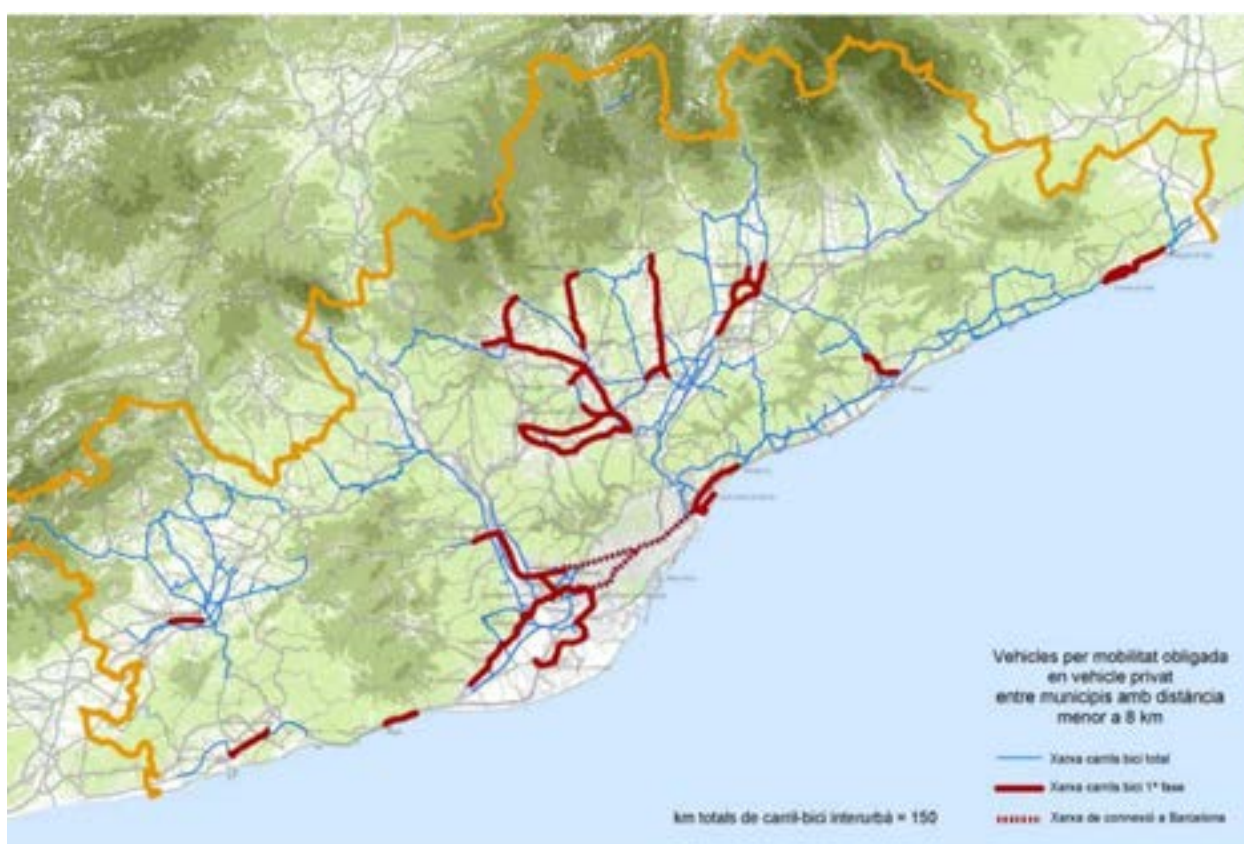 Vehicles per mobilitat obligada
en vehicle privat
entre municipis amb distància
menor a 8 km
Xarxa carrils bici total
Xarxa carrils bici 1ª fase
Xarxa de connexió a Barcelona
km totals de carril-bici interurbà = 150